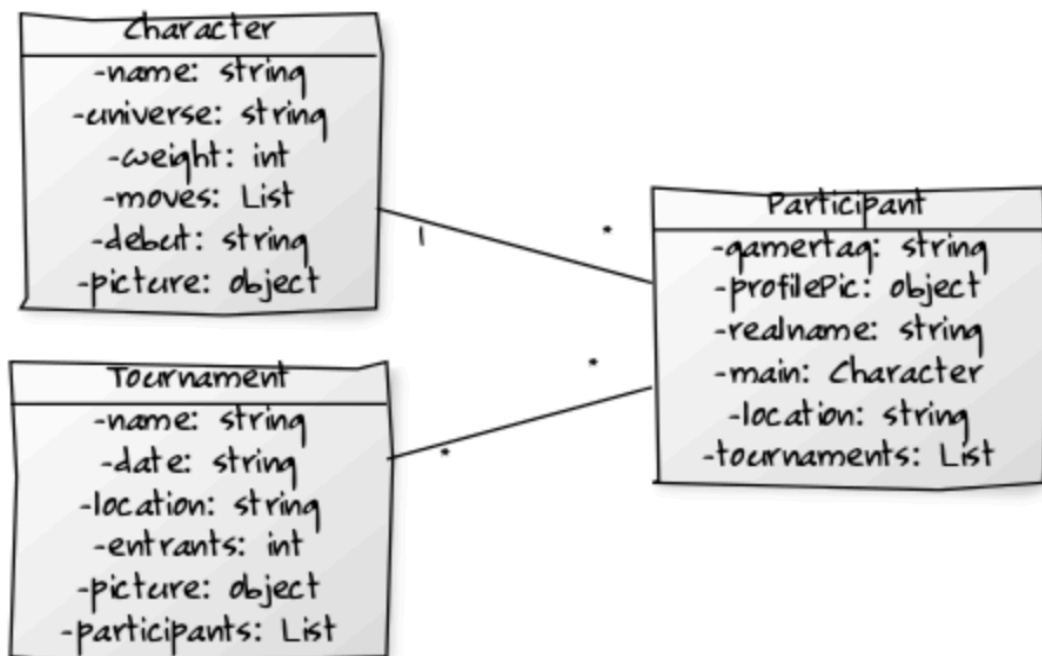 Character
-name: string
-universe: string
-weight: int
-moves: List
-debut: string
-picture: object
1
*
Participant
-gamertag: string
-profilePic: object
-realname: string
-main: Character
-location: string
-tournaments: List
*
*
Tournament
-name: string
-date: string
-location: string
-entrants: int
-picture: object
-participants: List